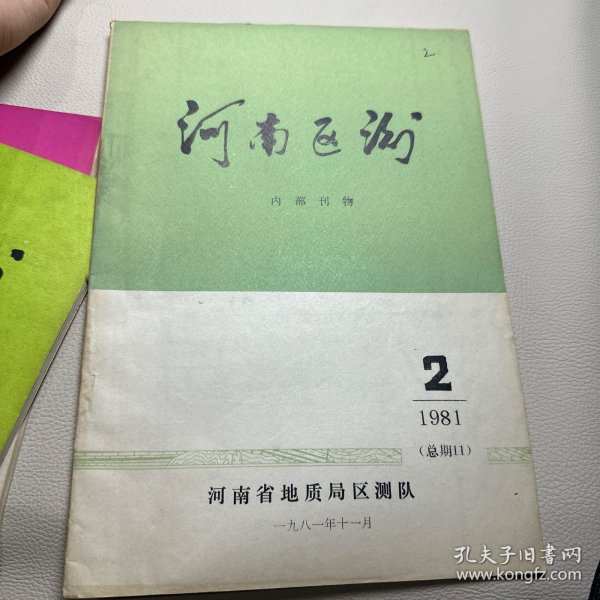 2
河南区测
内部刊物
2
1981
(总期11)
河南省地质局区测队
一九八一年十一月
孔夫子旧书网
www.kongfz.com